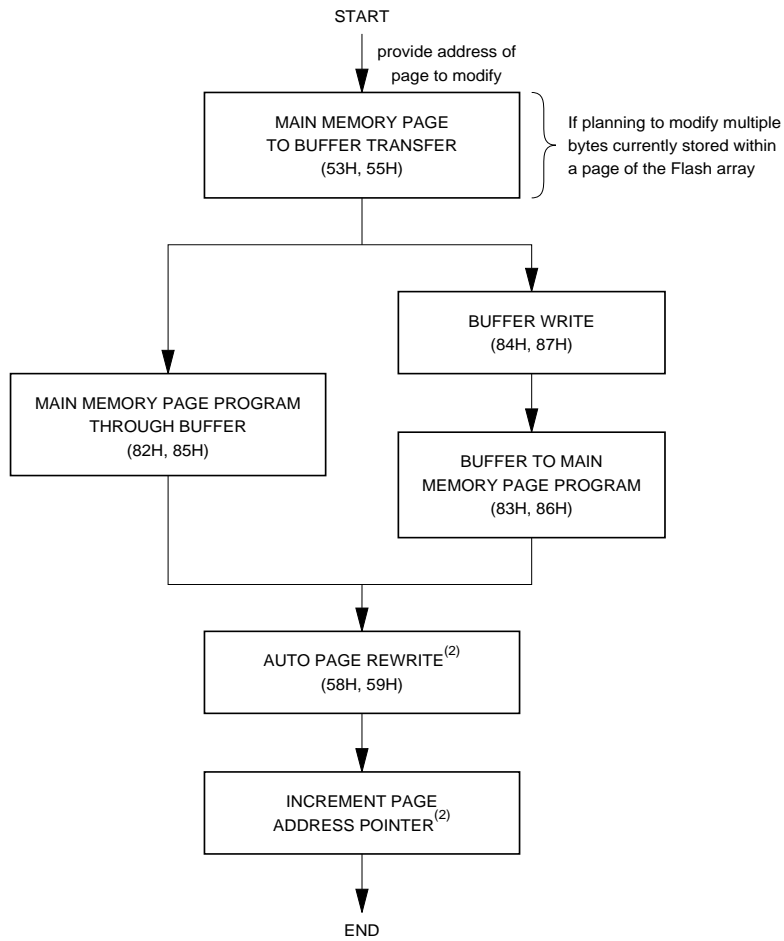 START
provide address of
page to modify
MAIN MEMORY PAGE
TO BUFFER TRANSFER
(53H, 55H)
If planning to modify multiple
bytes currently stored within
a page of the Flash array
BUFFER WRITE
(84H, 87H)
MAIN MEMORY PAGE PROGRAM
THROUGH BUFFER
(82H, 85H)
BUFFER TO MAIN
MEMORY PAGE PROGRAM
(83H, 86H)
AUTO PAGE REWRITE(2)
(58H, 59H)
INCREMENT PAGE
ADDRESS POINTER(2)
END